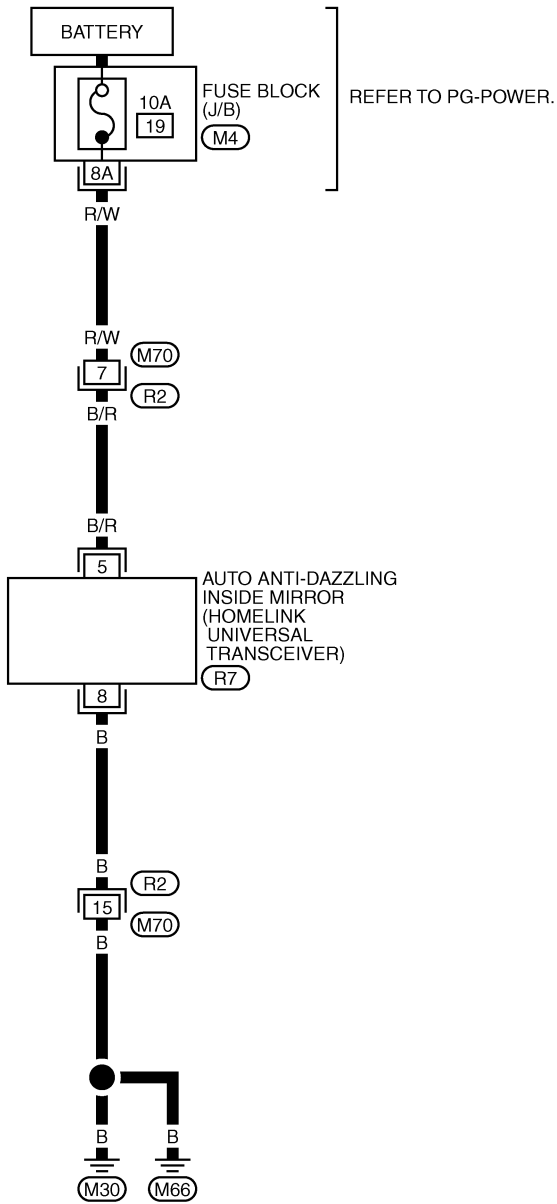 BATTERY
10A
19
FUSE BLOCK
(J/B)
M4
REFER TO PG-POWER.
8A
R/W
R/W
M70
7
R2
B/R
B/R
5
AUTO ANTI-DAZZLING
INSIDE MIRROR
(HOMELINK
UNIVERSAL
TRANSCEIVER)
R7
8
B
B
R2
15
M70
B
B
B
M30
M66